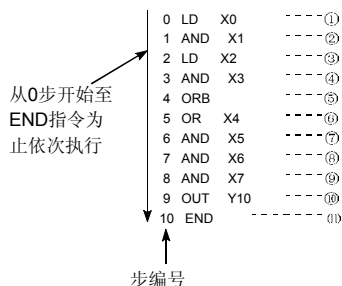 0 LD X0 ----①
1 AND X1 ----②
2 LD X2 ----③
3 AND X3 ----④
4 ORB ----⑤
5 OR X4 ----⑥
6 AND X5 ----⑦
7 AND X6 ----⑧
8 AND X7 ----⑨
9 OUT Y10 ----⑩
10 END --------⑪
从0步开始至
END指令为
止依次执行
步编号